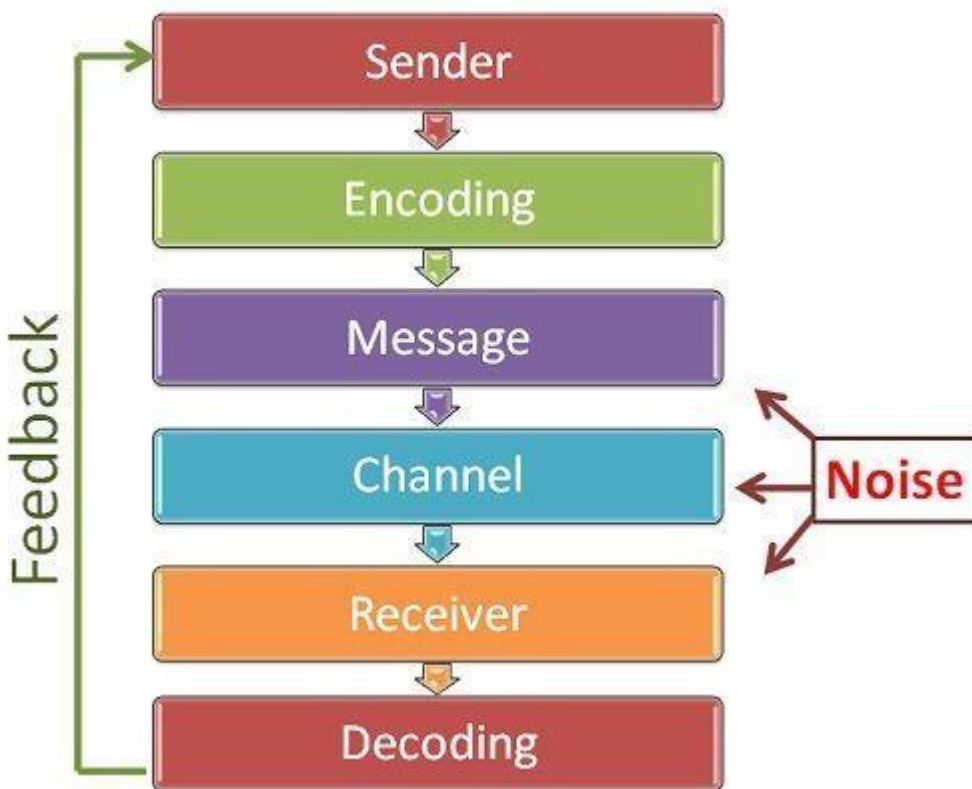 Sender
Encoding
Message
Channel
Receiver
Decoding
Feedback
Noise